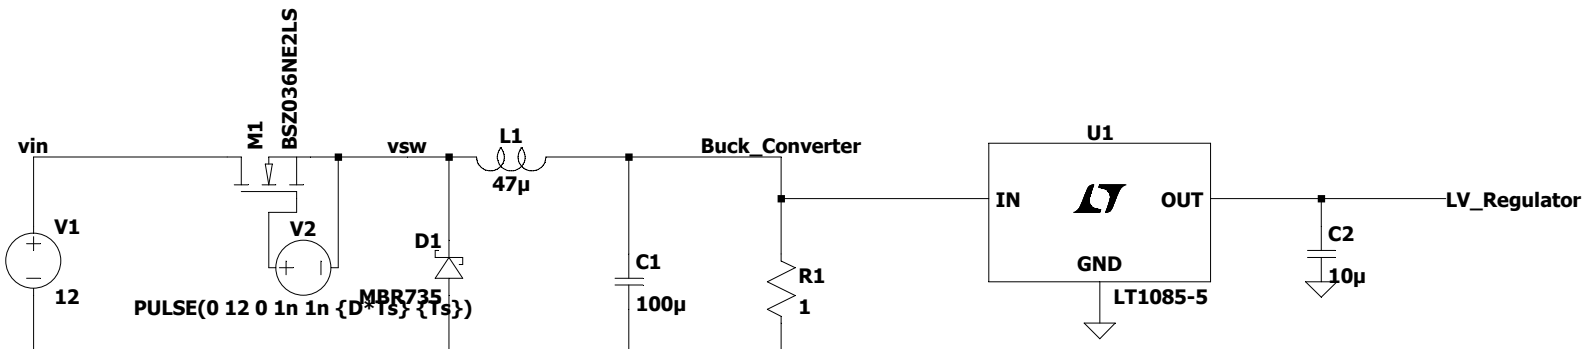 vin
V1
12
M1
BSZ036NE2LS
V2
PULSE(0 12 0 1n 1n {D*Ts} {Ts})
vsw
D1
MBR735
L1
47µ
C1
100µ
Buck_Converter
R1
1
U1
IN
OUT
GND
LT1085-5
C2
10µ
LV_Regulator